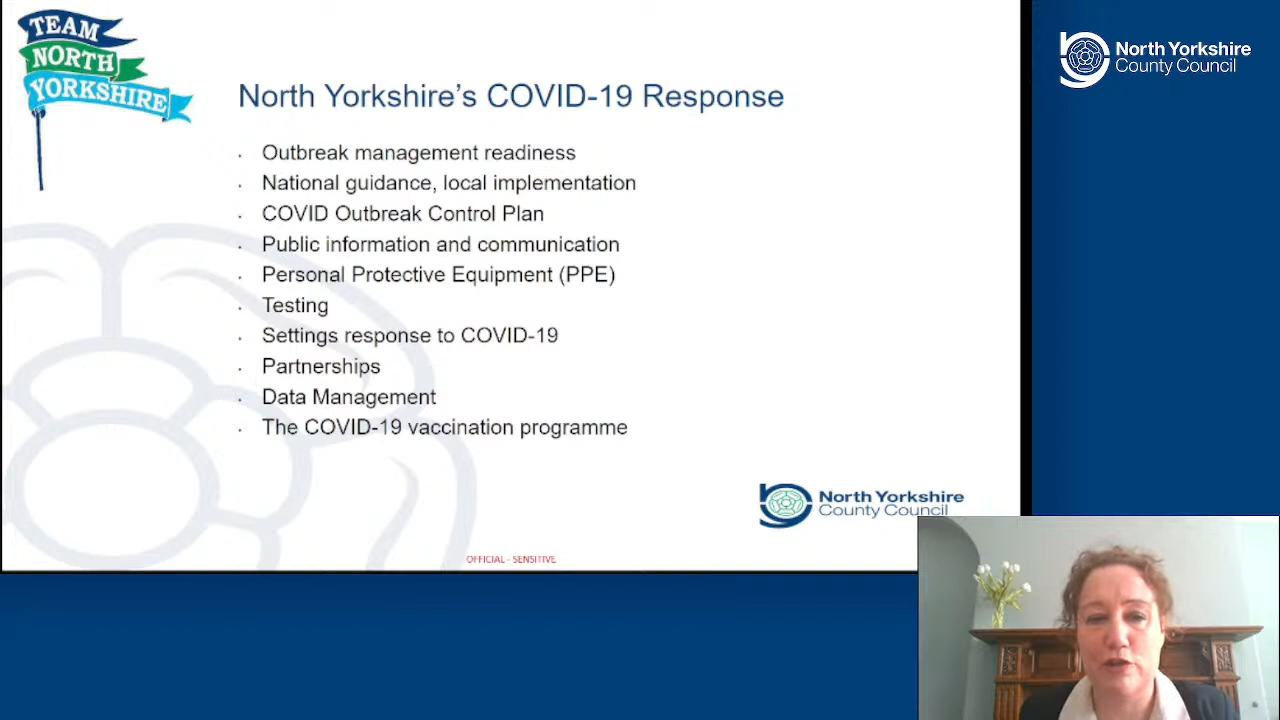 TEAM
NORTH
YORKSHIRE
North Yorkshire
County Council
North Yorkshire's COVID-19 Response
Outbreak management readiness
National guidance, local implementation
COVID Outbreak Control Plan
Public information and communication
Personal Protective Equipment (PPE)
Testing
Settings response to COVID-19
Partnerships
Data Management
The COVID-19 vaccination programme
North Yorkshire
County Council
OFFICIAL - SENSITIVE